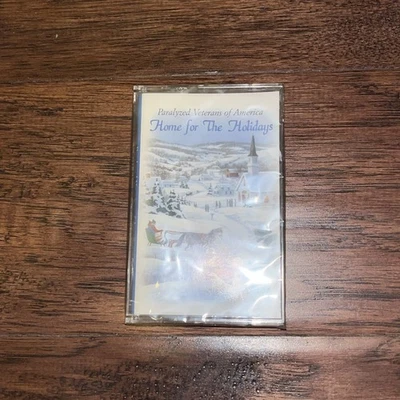 Paralyzed Veterans of America
Home for The Holidays